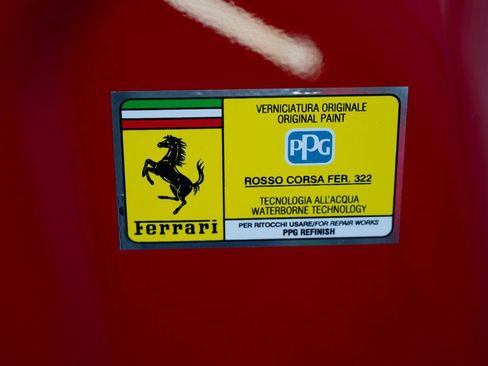 Ferrari
VERNICIATURA ORIGINALE
ORIGINAL PAINT
PPG
ROSSO CORSA FER. 322
TECNOLOGIA ALL'ACQUA
WATERBORNE TECHNOLOGY
PER RITOCCHI USARE/FOR REPAIR WORKS
PPG REFINISH